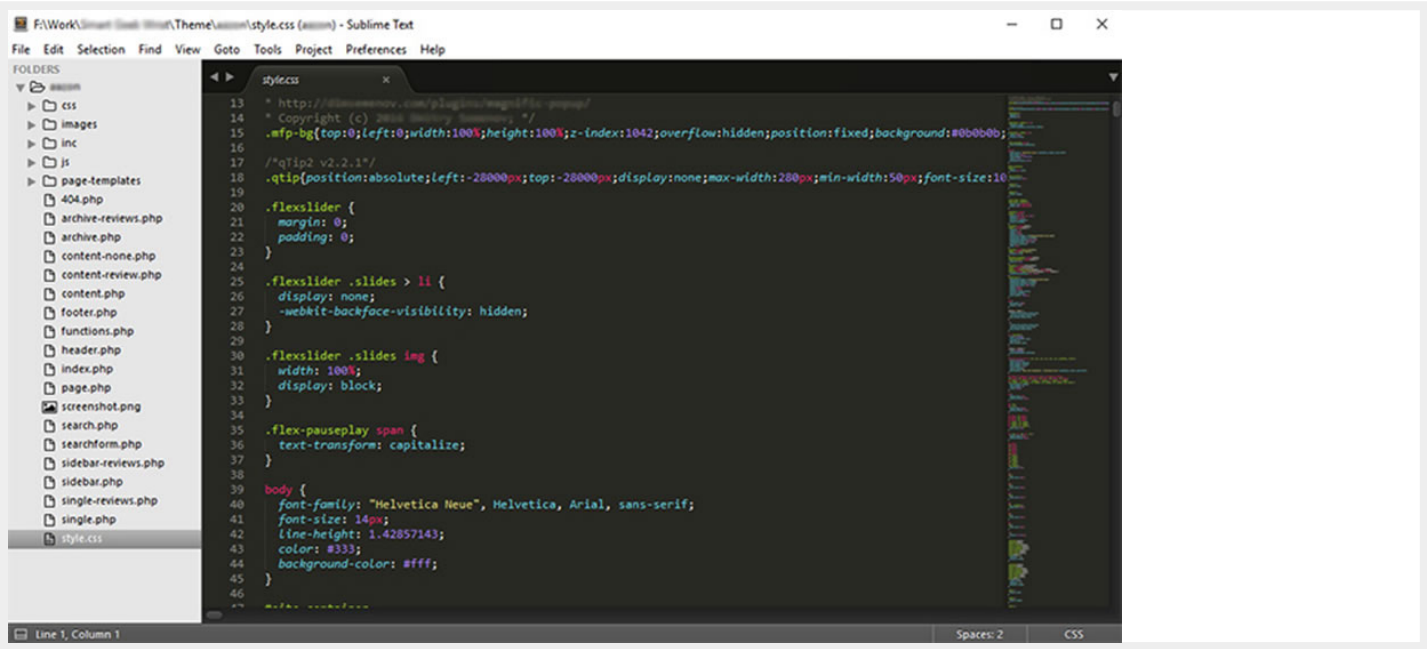 F:\Work\ \Theme\ \style.css ( ) - Sublime Text
File Edit Selection Find View Goto Tools Project Preferences Help
FOLDERS
css
images
inc
js
page-templates
404.php
archive-reviews.php
archive.php
content-none.php
content-review.php
content.php
footer.php
functions.php
header.php
index.php
page.php
screenshot.png
search.php
searchform.php
sidebar-reviews.php
sidebar.php
single-reviews.php
single.php
style.css
style.css ×
13 * http://
14 * Copyright (c) */
15 .mfp-bg{top:0;left:0;width:100%;height:100%;z-index:1042;overflow:hidden;position:fixed;background:#0b0b0b;
16
17 /*qTip2 v2.2.1*/
18 .qtip{position:absolute;left:-28000px;top:-28000px;display:none;max-width:280px;min-width:50px;font-size:10
19
20 .flexslider {
21 margin: 0;
22 padding: 0;
23 }
24
25 .flexslider .slides > li {
26 display: none;
27 -webkit-backface-visibility: hidden;
28 }
29
30 .flexslider .slides img {
31 width: 100%;
32 display: block;
33 }
34
35 .flex-pauseplay span {
36 text-transform: capitalize;
37 }
38
39 body {
40 font-family: "Helvetica Neue", Helvetica, Arial, sans-serif;
41 font-size: 14px;
42 line-height: 1.42857143;
43 color: #333;
44 background-color: #fff;
45 }
46
Line 1, Column 1
Spaces: 2
CSS